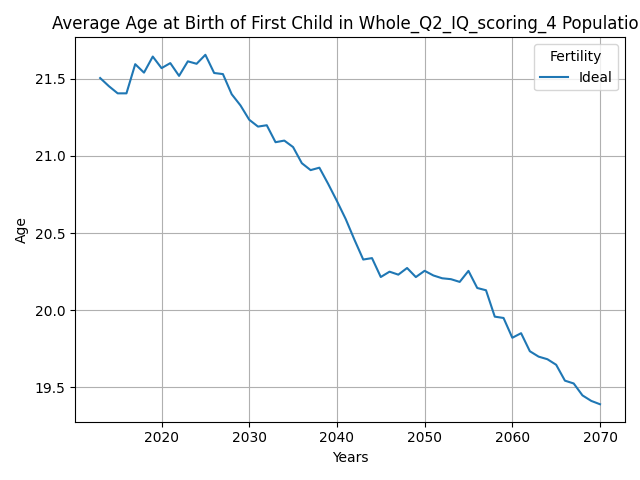 Average Age at Birth of First Child in Whole_Q2_IQ_scoring_4 Populatio
Fertility
Ideal
21.5
21.0
20.5
20.0
19.5
Age
2020 2030 2040 2050 2060 2070
Years